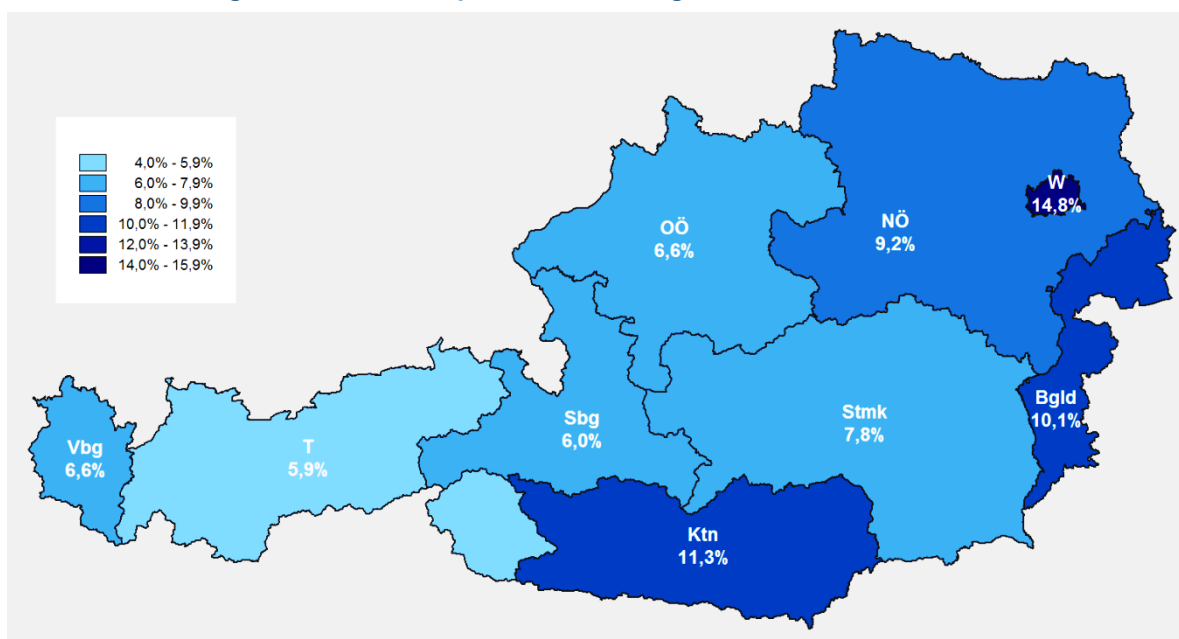 4,0% - 5,9%
6,0% - 7,9%
8,0% - 9,9%
10,0% - 11,9%
12,0% - 13,9%
14,0% - 15,9%
W
14,8%
OÖ
6,6%
NÖ
9,2%
Bgld
10,1%
Stmk
7,8%
Sbg
6,0%
Vbg
6,6%
T
5,9%
Ktn
11,3%